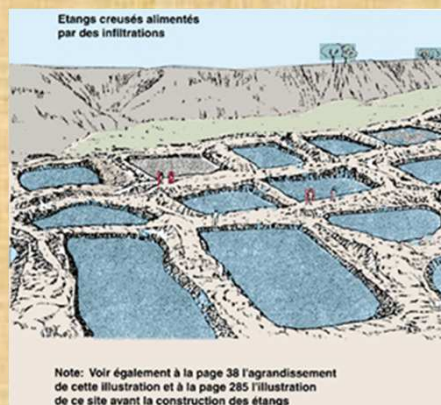 Etangs creusés alimentés
par des infiltrations
Note: Voir également à la page 38 l'agrandissement
de cette illustration et à la page 285 l'illustration
de ce site avant la construction des étangs